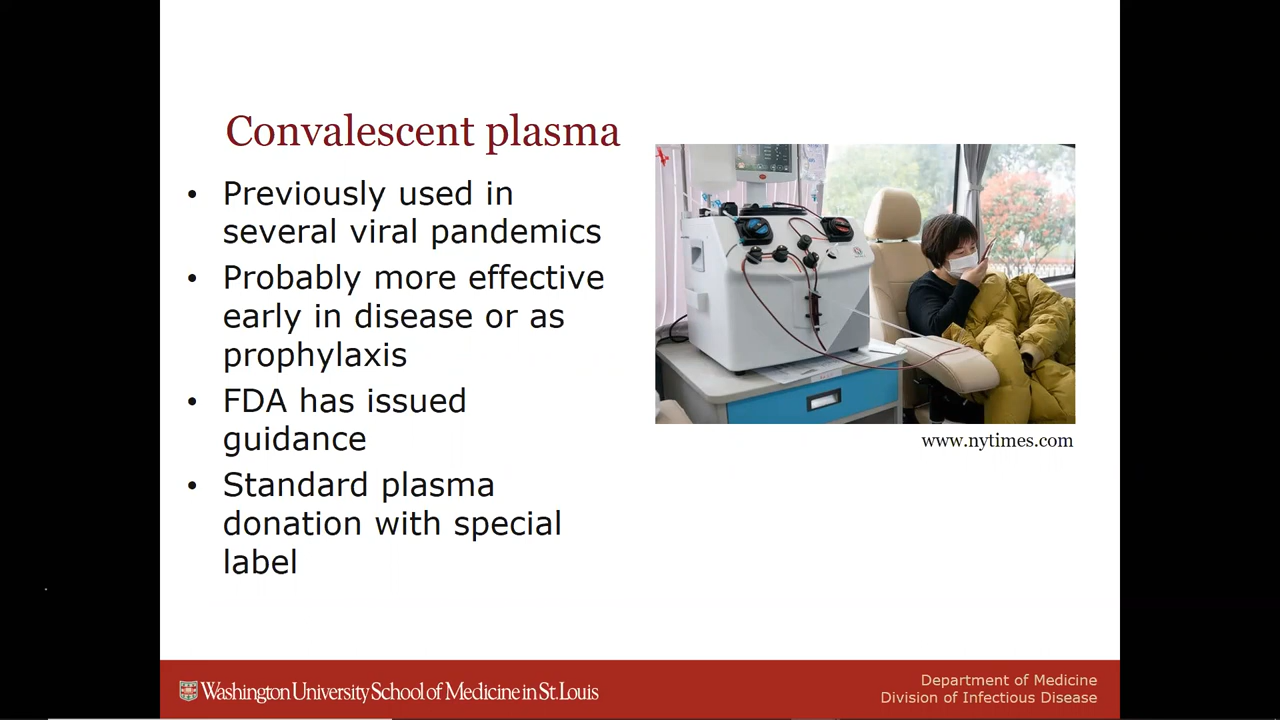 Convalescent plasma
• Previously used in
several viral pandemics
• Probably more effective
early in disease or as
prophylaxis
• FDA has issued
guidance
• Standard plasma
donation with special
label
www.nytimes.com
Washington University School of Medicine in St. Louis
Department of Medicine
Division of Infectious Disease